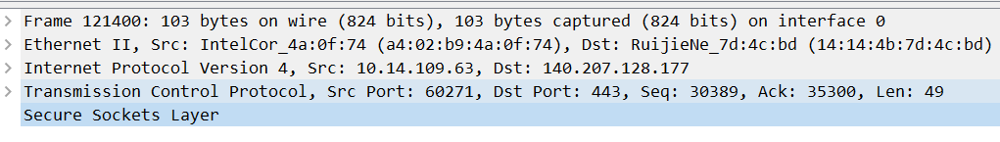 Frame 121400: 103 bytes on wire (824 bits), 103 bytes captured (824 bits) on interface 0
Ethernet II, Src: IntelCor_4a:0f:74 (a4:02:b9:4a:0f:74), Dst: RuijieNe_7d:4c:bd (14:14:4b:7d:4c:bd)
Internet Protocol Version 4, Src: 10.14.109.63, Dst: 140.207.128.177
Transmission Control Protocol, Src Port: 60271, Dst Port: 443, Seq: 30389, Ack: 35300, Len: 49
Secure Sockets Layer